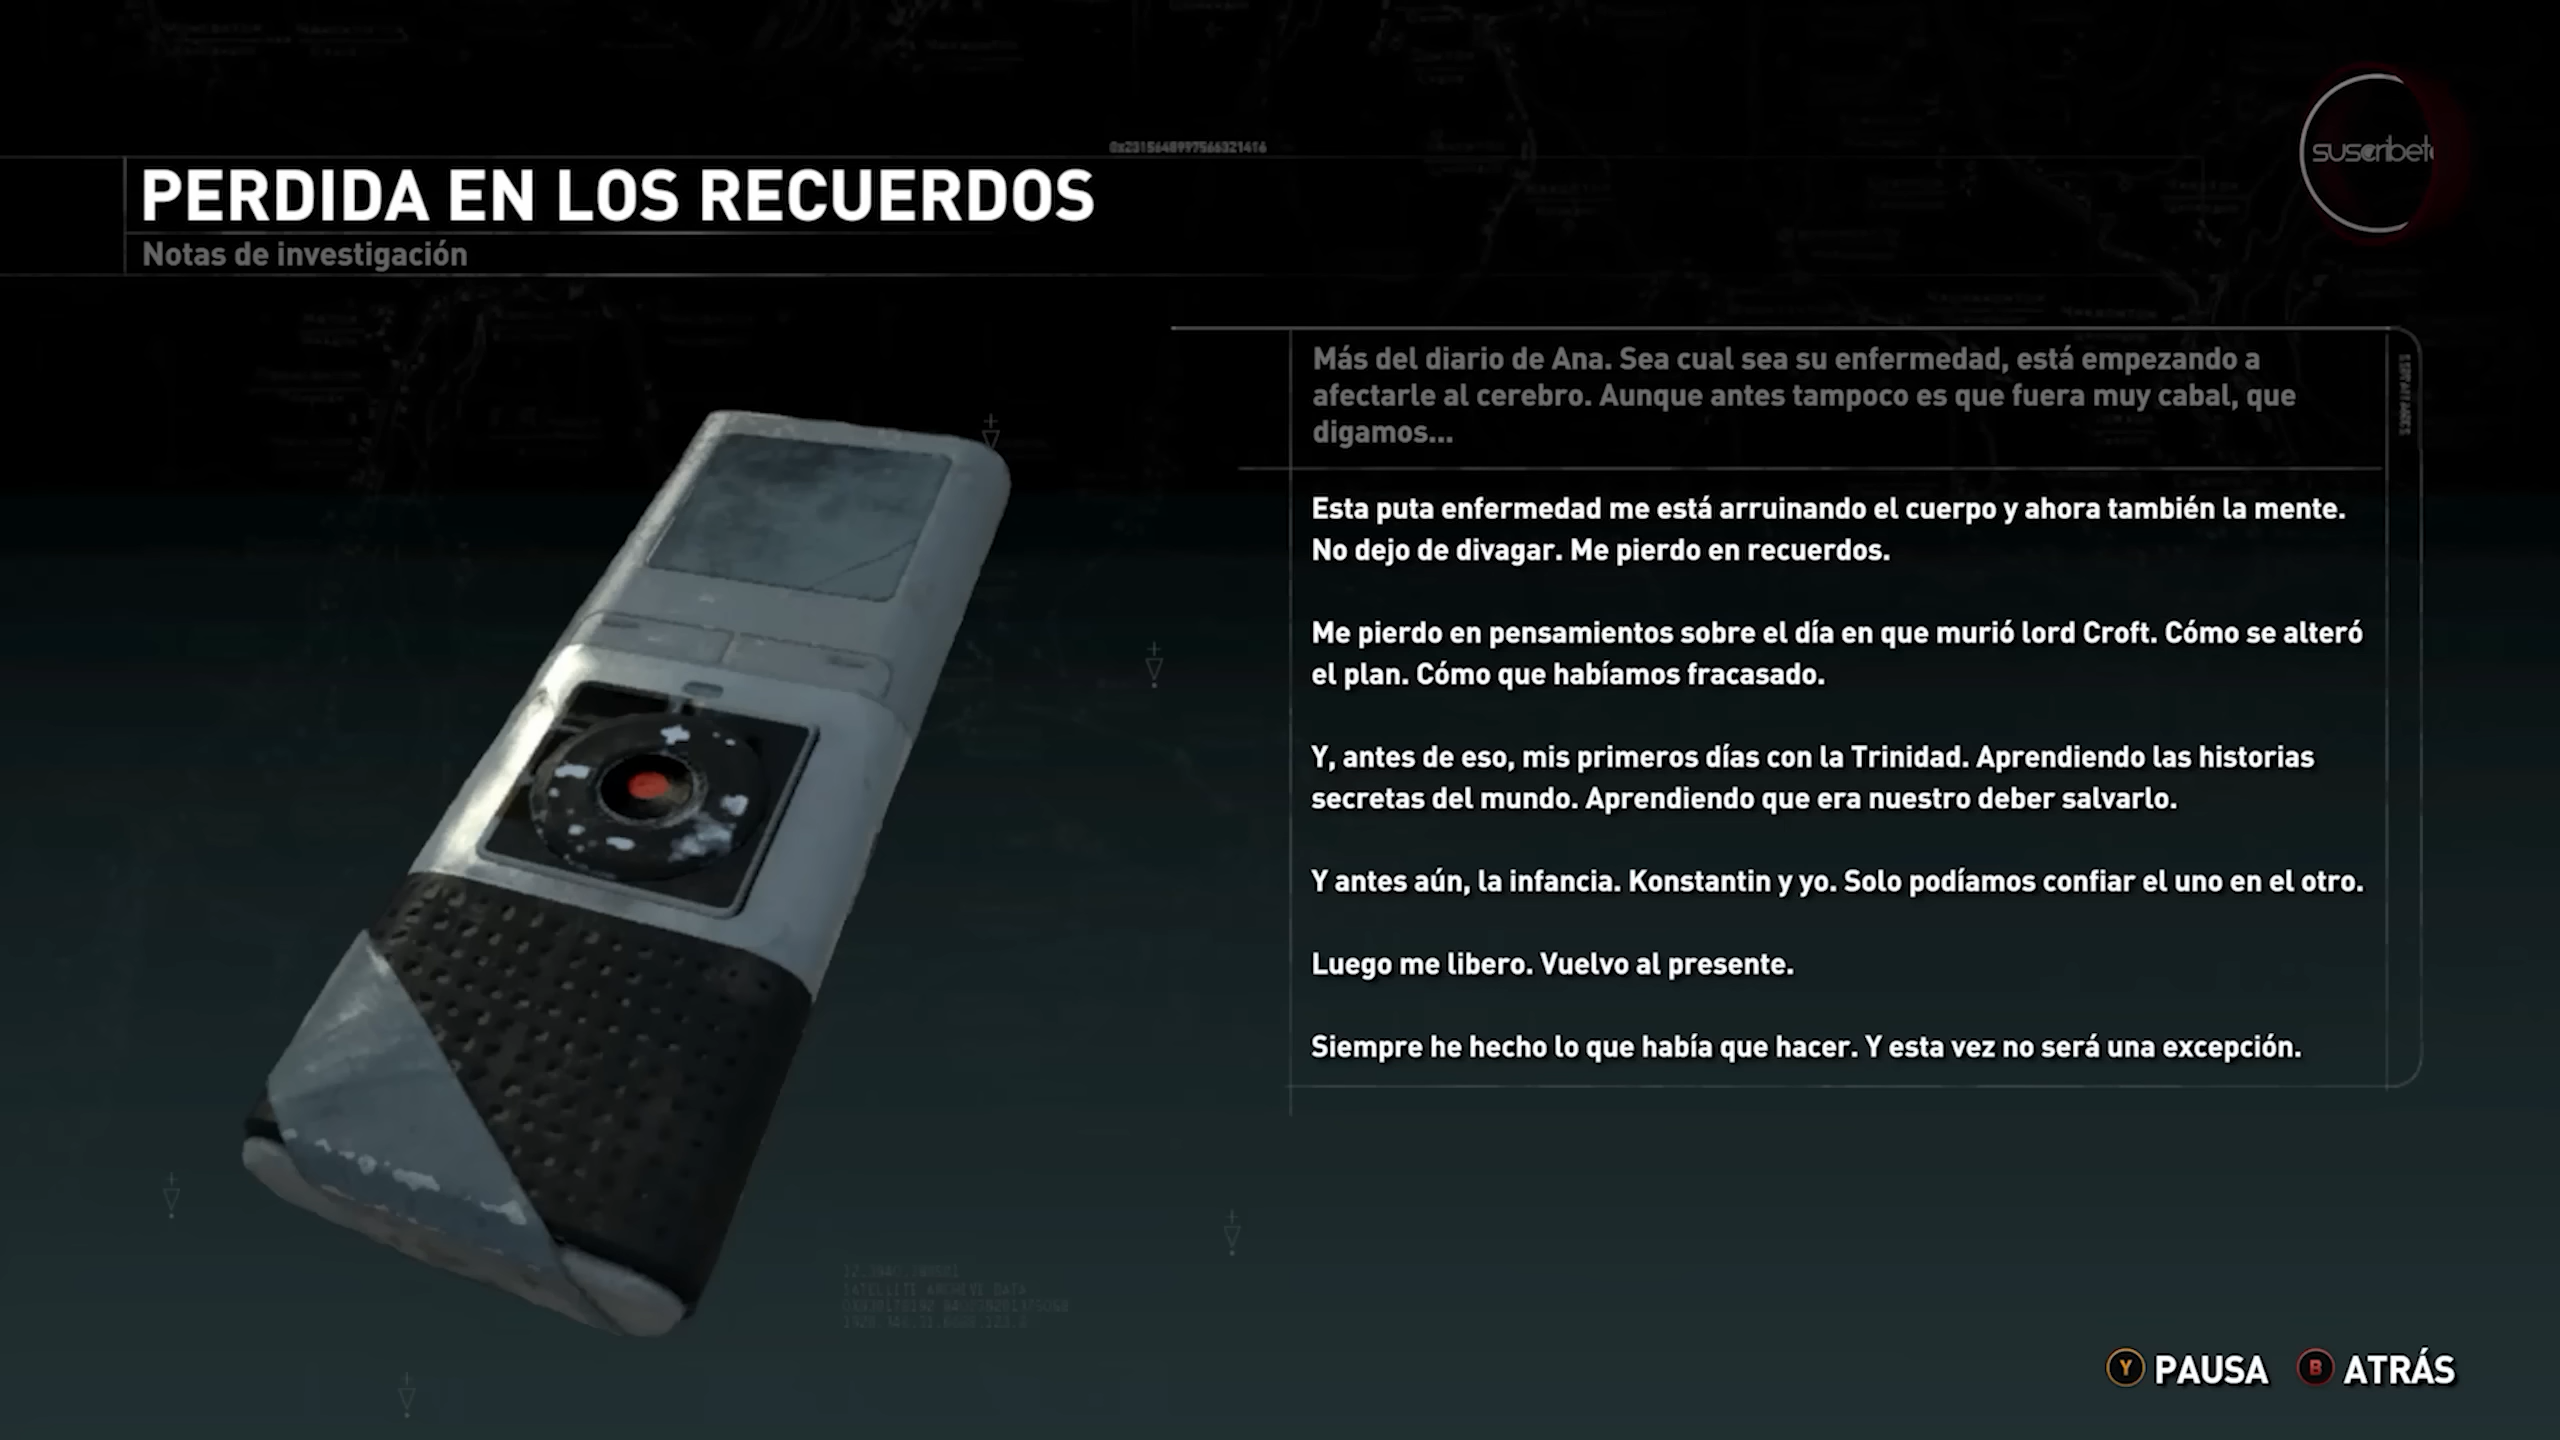 0x2315648997566321416
suscribete
PERDIDA EN LOS RECUERDOS
Notas de investigación
Más del diario de Ana. Sea cual sea su enfermedad, está empezando a
afectarle al cerebro. Aunque antes tampoco es que fuera muy cabal, que
digamos...
Esta puta enfermedad me está arruinando el cuerpo y ahora también la mente.
No dejo de divagar. Me pierdo en recuerdos.
Me pierdo en pensamientos sobre el día en que murió lord Croft. Cómo se alteró
el plan. Cómo que habíamos fracasado.
Y, antes de eso, mis primeros días con la Trinidad. Aprendiendo las historias
secretas del mundo. Aprendiendo que era nuestro deber salvarlo.
Y antes aún, la infancia. Konstantin y yo. Solo podíamos confiar el uno en el otro.
Luego me libero. Vuelvo al presente.
Siempre he hecho lo que había que hacer. Y esta vez no será una excepción.
SATELLITE ARCHIVE DATA
Y PAUSA B ATRÁS